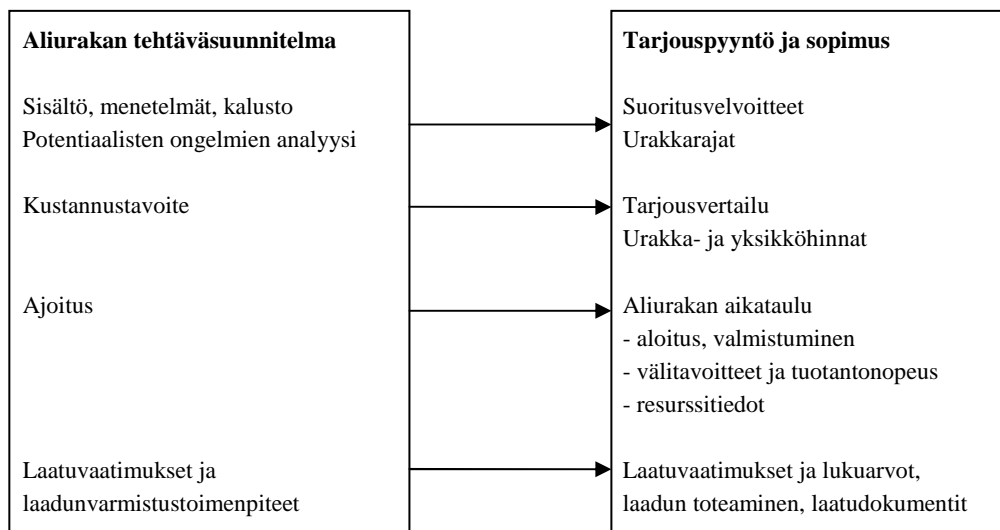 Aliurakan tehtäväsuunnitelma
Sisältö, menetelmät, kalusto
Potentiaalisten ongelmien analyysi
Kustannustavoite
Ajoitus
Laatuvaatimukset ja
laadunvarmistustoimenpiteet
Tarjouspyyntö ja sopimus
Suoritusvelvoitteet
Urakkarajat
Tarjousvertailu
Urakka- ja yksikköhinnat
Aliurakan aikataulu
- aloitus, valmistuminen
- välitavoitteet ja tuotantonopeus
- resurssitiedot
Laatuvaatimukset ja lukuarvot,
laadun toteaminen, laatudokumentit